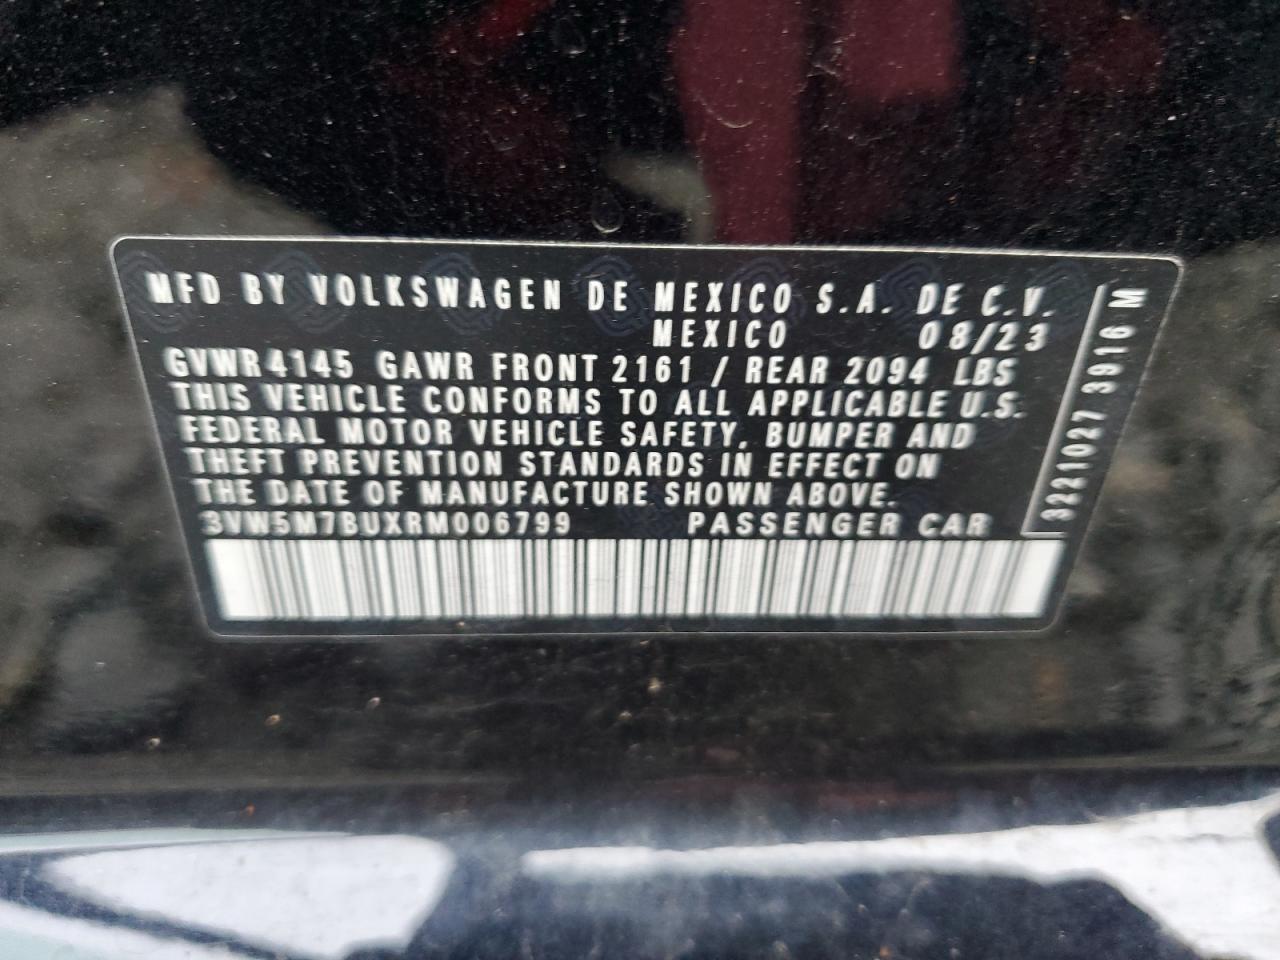 MFD BY VOLKSWAGEN DE MEXICO S.A. DE C.V.
MEXICO 08/23
GVWR 4145 GAWR FRONT 2161 / REAR 2094 LBS
THIS VEHICLE CONFORMS TO ALL APPLICABLE U.S.
FEDERAL MOTOR VEHICLE SAFETY, BUMPER AND
THEFT PREVENTION STANDARDS IN EFFECT ON
THE DATE OF MANUFACTURE SHOWN ABOVE.
3VW5M7BUXRM006799 PASSENGER CAR
3221027 3916 M